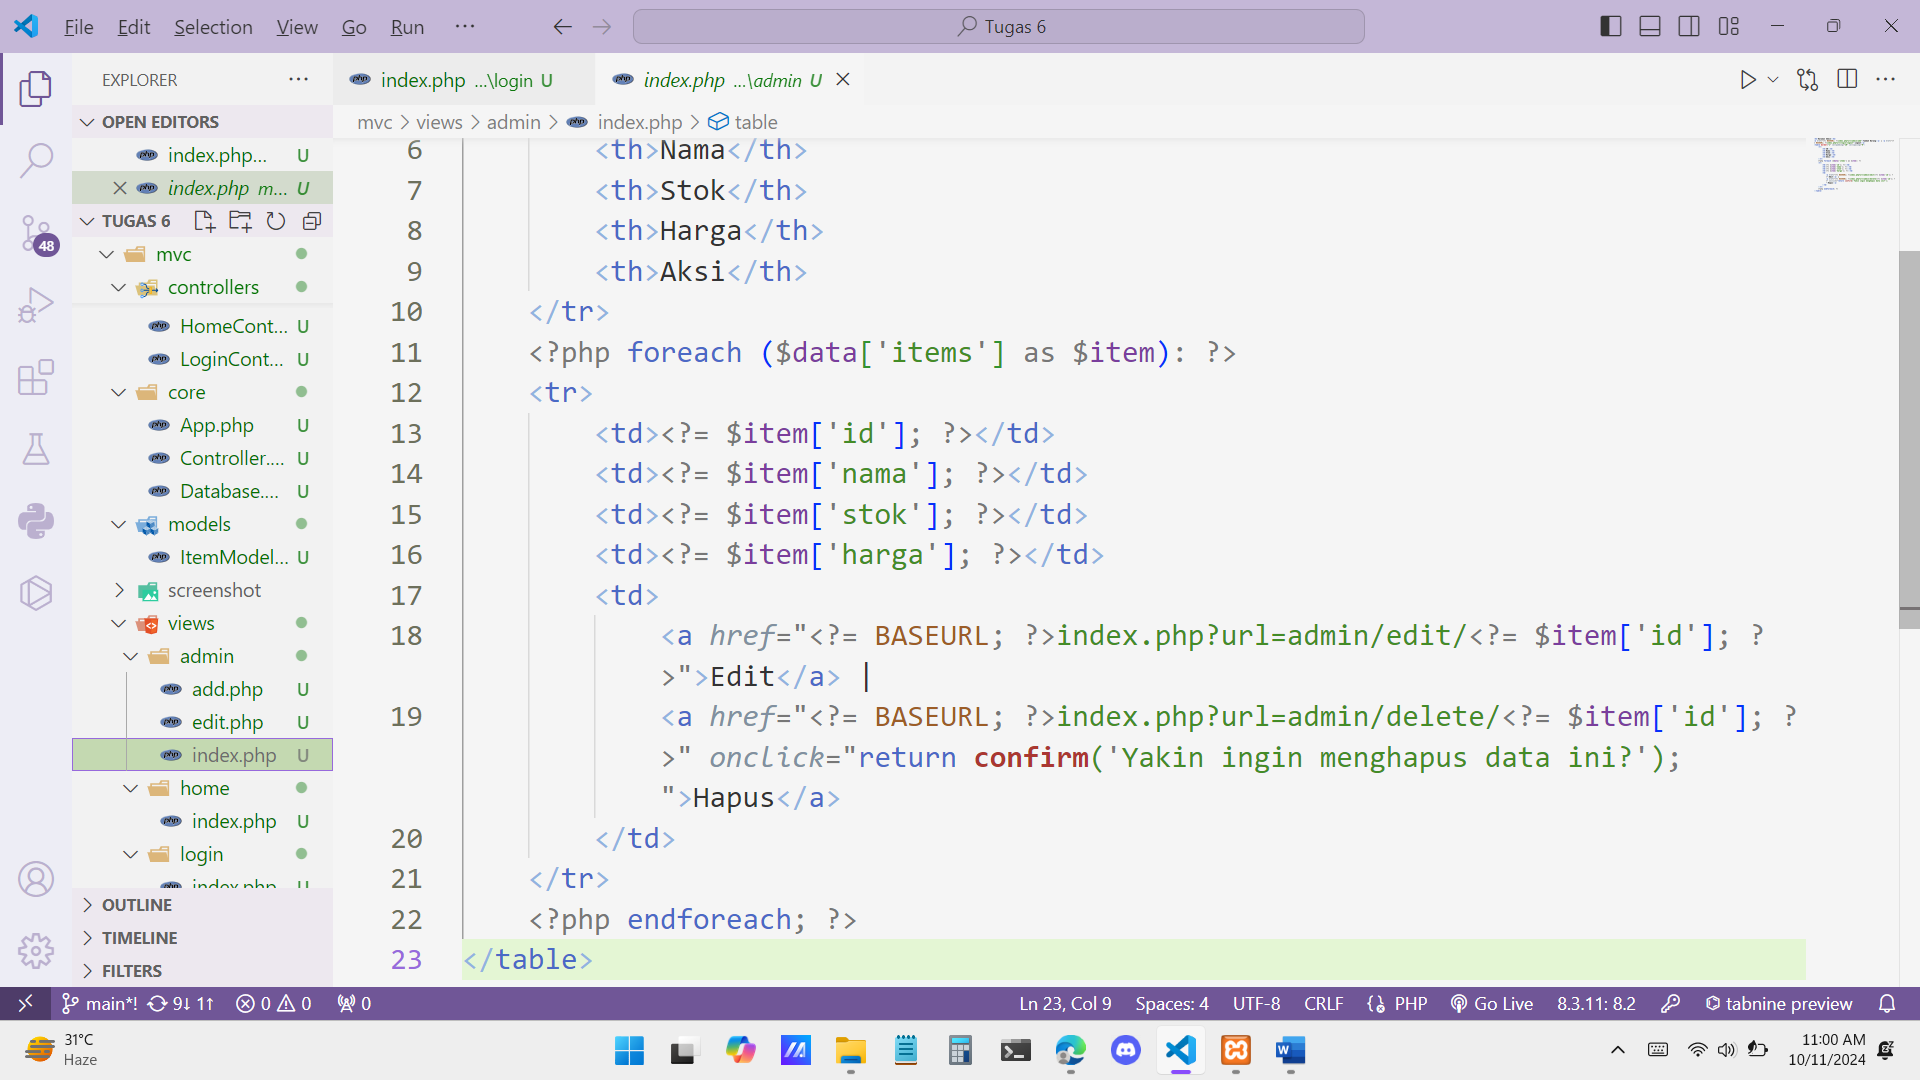 File Edit Selection View Go Run ··· Tugas 6
EXPLORER ···
OPEN EDITORS
index.php... U
index.php m... U
TUGAS 6
mvc
controllers
HomeCont... U
LoginCont... U
core
App.php U
Controller.... U
Database.... U
models
ItemModel... U
screenshot
views
admin
add.php U
edit.php U
index.php U
home
index.php U
login
index.php U
OUTLINE
TIMELINE
FILTERS
48
index.php ...\login U
index.php ...\admin U
mvc > views > admin > index.php > table
6 <th>Nama</th>
7 <th>Stok</th>
8 <th>Harga</th>
9 <th>Aksi</th>
10 </tr>
11 <?php foreach ($data['items'] as $item): ?>
12 <tr>
13 <td><?= $item['id']; ?></td>
14 <td><?= $item['nama']; ?></td>
15 <td><?= $item['stok']; ?></td>
16 <td><?= $item['harga']; ?></td>
17 <td>
18 <a href="<?= BASEURL; ?>index.php?url=admin/edit/<?= $item['id']; ?
>">Edit</a> |
19 <a href="<?= BASEURL; ?>index.php?url=admin/delete/<?= $item['id']; ?
>" onclick="return confirm('Yakin ingin menghapus data ini?');
">Hapus</a>
20 </td>
21 </tr>
22 <?php endforeach; ?>
23 </table>
main*! 9↓ 1↑ 0 0 0 Ln 23, Col 9 Spaces: 4 UTF-8 CRLF PHP Go Live 8.3.11: 8.2 tabnine preview
31°C
Haze
11:00 AM
10/11/2024